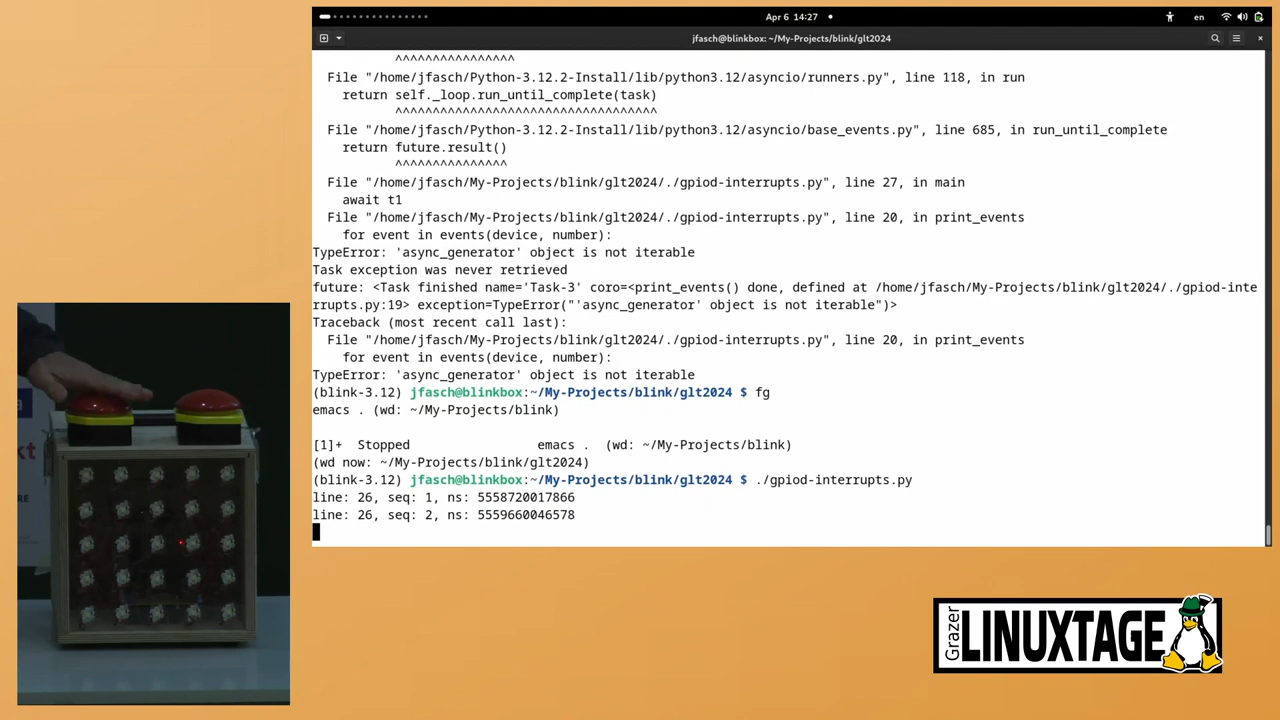 Apr 6 14:27
en
jfasch@blinkbox: ~/My-Projects/blink/glt2024
^^^^^^^^^^^^^^^^
File "/home/jfasch/Python-3.12.2-Install/lib/python3.12/asyncio/runners.py", line 118, in run
return self._loop.run_until_complete(task)
^^^^^^^^^^^^^^^^^^^^^^^^^^^^^^^^^^^
File "/home/jfasch/Python-3.12.2-Install/lib/python3.12/asyncio/base_events.py", line 685, in run_until_complete
return future.result()
^^^^^^^^^^^^^^^
File "/home/jfasch/My-Projects/blink/glt2024/./gpiod-interrupts.py", line 27, in main
await t1
File "/home/jfasch/My-Projects/blink/glt2024/./gpiod-interrupts.py", line 20, in print_events
for event in events(device, number):
TypeError: 'async_generator' object is not iterable
Task exception was never retrieved
future: <Task finished name='Task-3' coro=<print_events() done, defined at /home/jfasch/My-Projects/blink/glt2024/./gpiod-inte
rrupts.py:19> exception=TypeError("'async_generator' object is not iterable")>
Traceback (most recent call last):
File "/home/jfasch/My-Projects/blink/glt2024/./gpiod-interrupts.py", line 20, in print_events
for event in events(device, number):
TypeError: 'async_generator' object is not iterable
(blink-3.12) jfasch@blinkbox:~/My-Projects/blink/glt2024 $ fg
emacs . (wd: ~/My-Projects/blink)
[1]+ Stopped emacs . (wd: ~/My-Projects/blink)
(wd now: ~/My-Projects/blink/glt2024)
(blink-3.12) jfasch@blinkbox:~/My-Projects/blink/glt2024 $ ./gpiod-interrupts.py
line: 26, seq: 1, ns: 5558720017866
line: 26, seq: 2, ns: 5559660046578
Grazer
LINUXTAGE